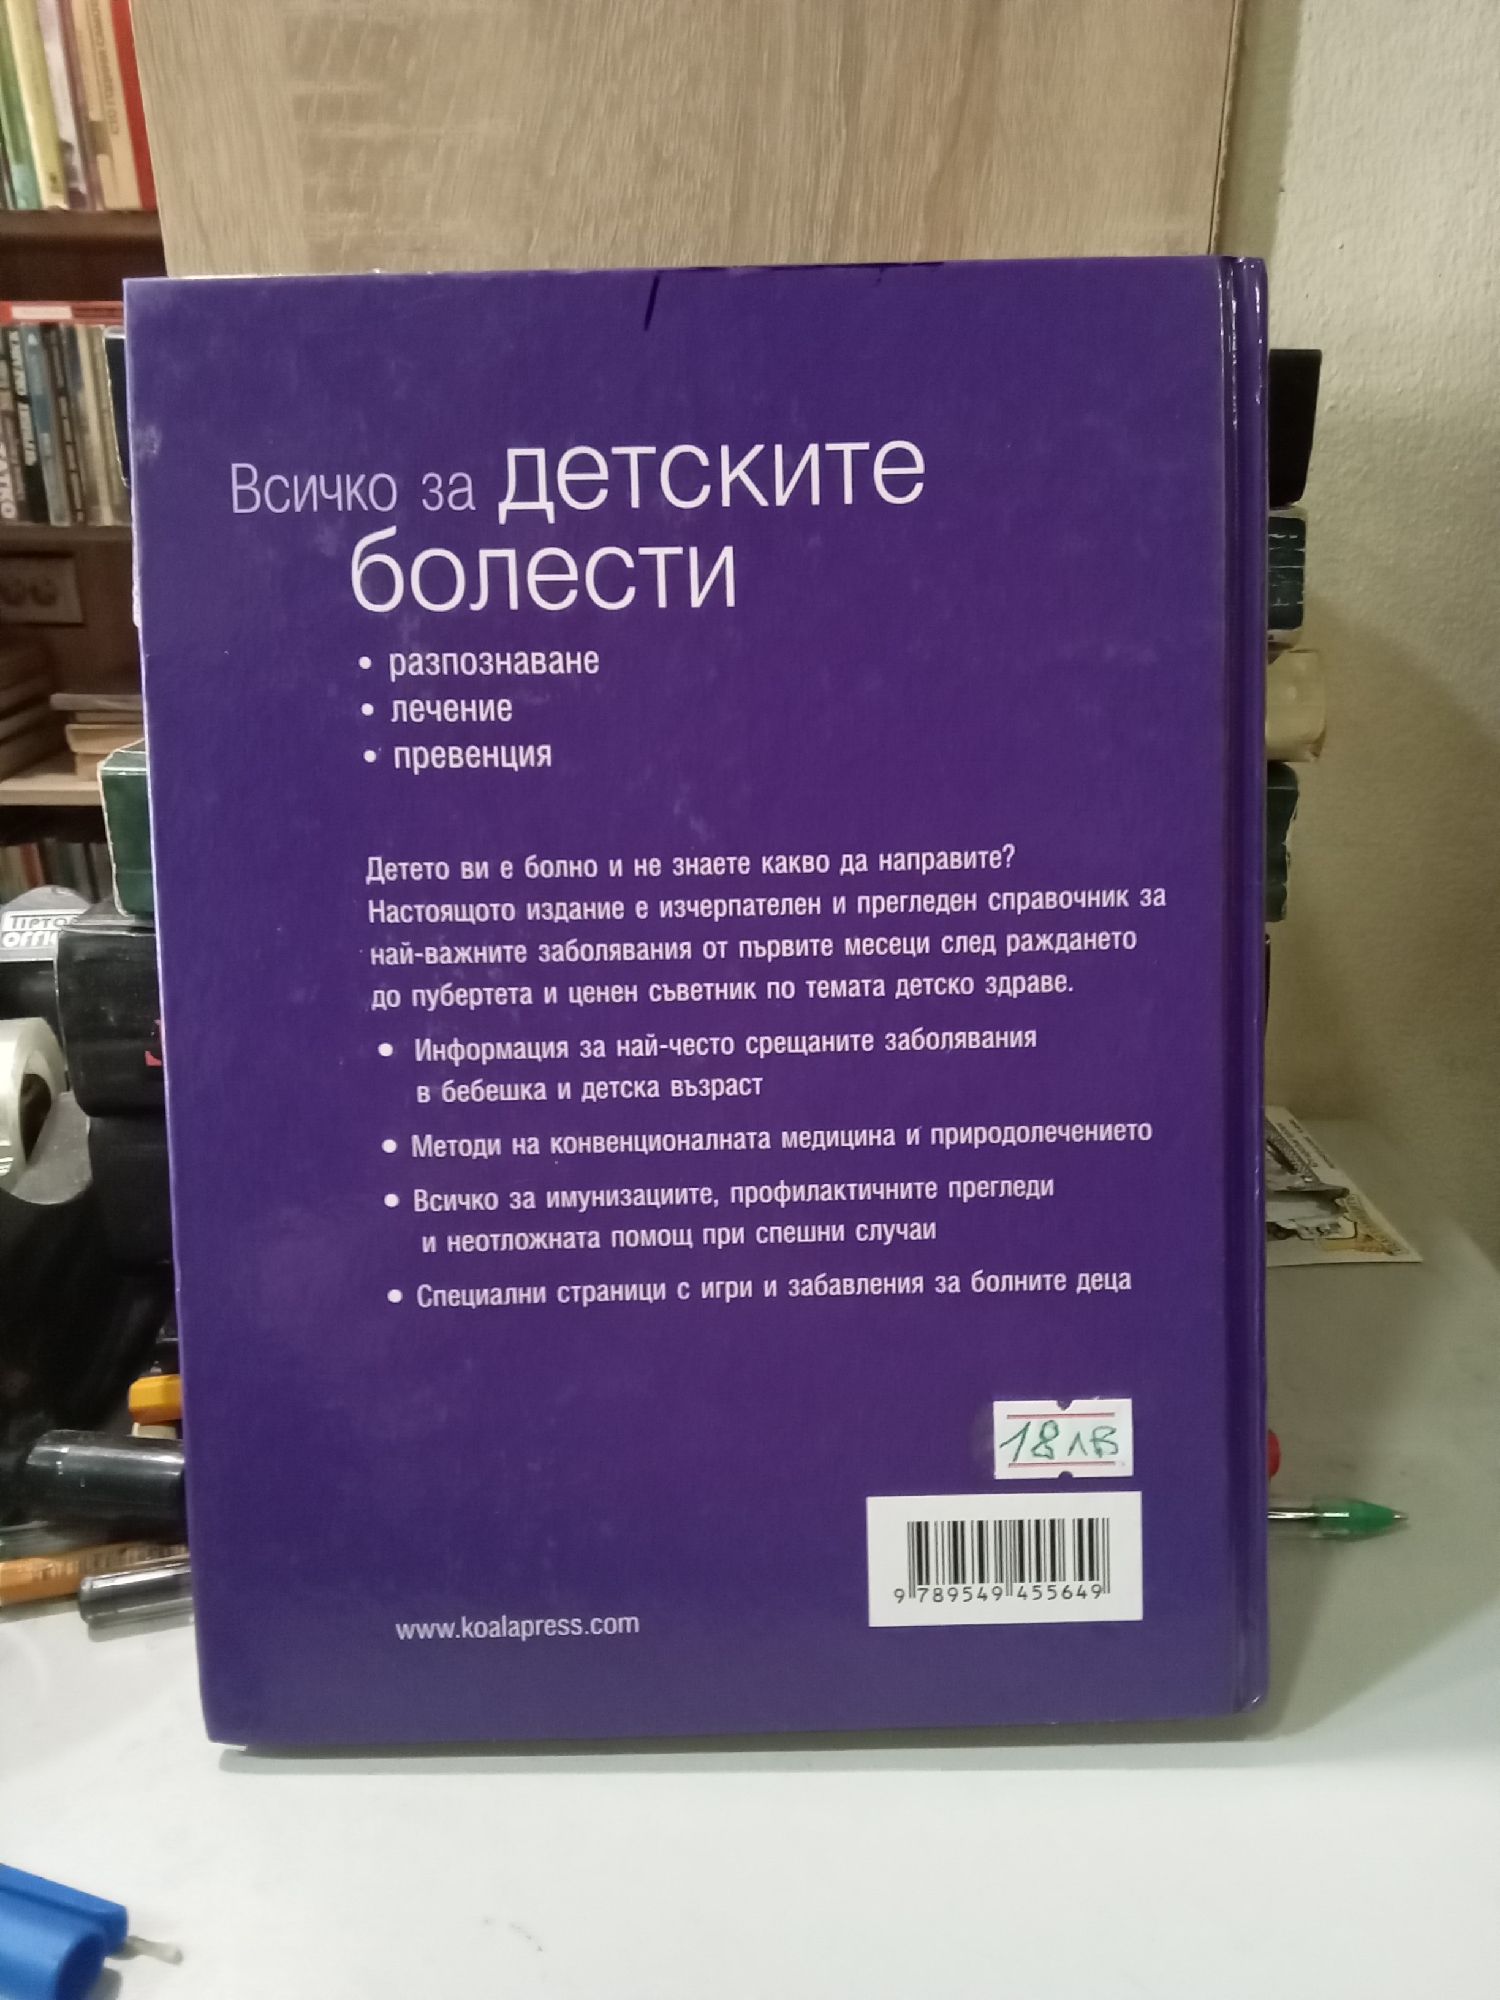 Всичко за детските
болести
• разпознаване
• лечение
• превенция
Детето ви е болно и не знаете какво да направите?
Настоящото издание е изчерпателен и прегледен справочник за
най-важните заболявания от първите месеци след раждането
до пубертета и ценен съветник по темата детско здраве.
• Информация за най-често срещаните заболявания
в бебешка и детска възраст
• Методи на конвенционалната медицина и природолечението
• Всичко за имунизациите, профилактичните прегледи
и неотложната помощ при спешни случаи
• Специални страници с игри и забавления за болните деца
18 лв
9 789549 455649
www.koalapress.com